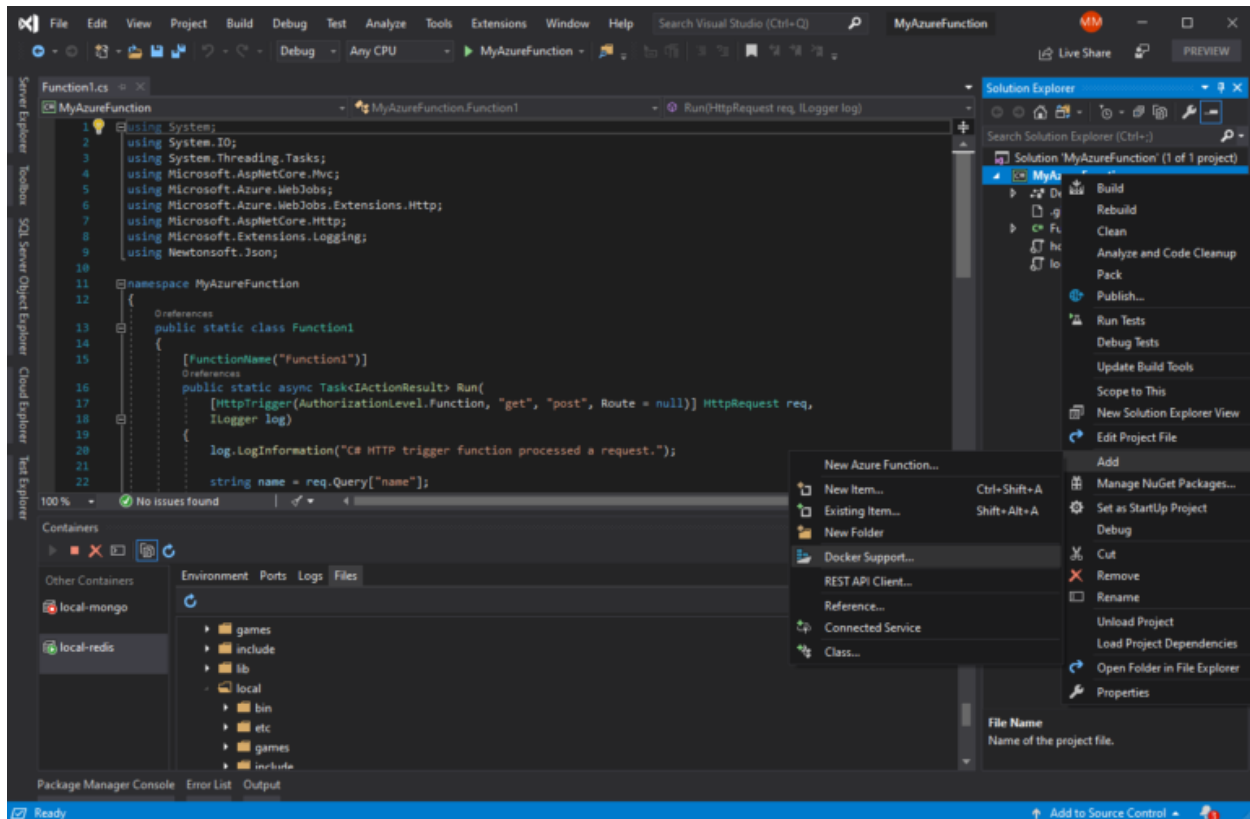 File Edit View Project Build Debug Test Analyze Tools Extensions Window Help Search Visual Studio (Ctrl+Q) MyAzureFunction MM
Debug Any CPU MyAzureFunction Live Share PREVIEW
Server Explorer
Toolbox
SQL Server Object Explorer
Cloud Explorer
Test Explorer
Function1.cs
MyAzureFunction MyAzureFunction.Function1 Run(HttpRequest req, ILogger log)
1 using System;
2 using System.IO;
3 using System.Threading.Tasks;
4 using Microsoft.AspNetCore.Mvc;
5 using Microsoft.Azure.WebJobs;
6 using Microsoft.Azure.WebJobs.Extensions.Http;
7 using Microsoft.AspNetCore.Http;
8 using Microsoft.Extensions.Logging;
9 using Newtonsoft.Json;
10
11 namespace MyAzureFunction
12 {
0 references
13 public static class Function1
14 {
15 [FunctionName("Function1")]
0 references
16 public static async Task<IActionResult> Run(
17 [HttpTrigger(AuthorizationLevel.Function, "get", "post", Route = null)] HttpRequest req,
18 ILogger log)
19 {
20 log.LogInformation("C# HTTP trigger function processed a request.");
21
22 string name = req.Query["name"];
100 % No issues found
Containers
Other Containers
local-mongo
local-redis
Environment Ports Logs Files
games
include
lib
local
bin
etc
games
include
Package Manager Console Error List Output
Ready
Solution Explorer
Search Solution Explorer (Ctrl+;)
Solution 'MyAzureFunction' (1 of 1 project)
Build
Rebuild
Clean
Analyze and Code Cleanup
Pack
Publish...
Run Tests
Debug Tests
Update Build Tools
Scope to This
New Solution Explorer View
Edit Project File
Add
Manage NuGet Packages...
Set as StartUp Project
Debug
Cut
Remove
Rename
Unload Project
Load Project Dependencies
Open Folder in File Explorer
Properties
New Azure Function...
New Item... Ctrl+Shift+A
Existing Item... Shift+Alt+A
New Folder
Docker Support...
REST API Client...
Reference...
Connected Service
Class...
File Name
Name of the project file.
Add to Source Control